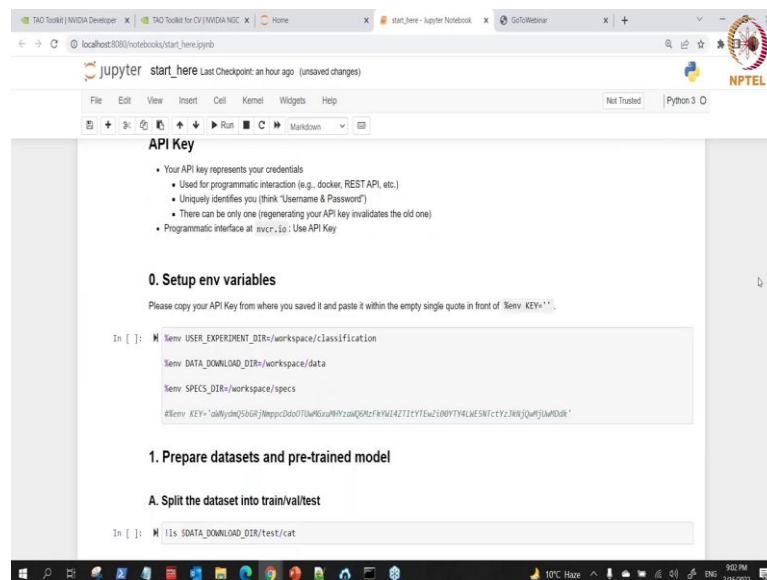 TAO Toolkit | NVIDIA Developer
TAO Toolkit for CV | NVIDIA NGC
Home
start_here - Jupyter Notebook
GoToWebinar
localhost:8080/notebooks/start_here.ipynb
NPTEL
jupyter start_here Last Checkpoint: an hour ago (unsaved changes)
File Edit View Insert Cell Kernel Widgets Help Not Trusted Python 3
Run Markdown
API Key
Your API key represents your credentials
Used for programmatic interaction (e.g., docker, REST API, etc.)
Uniquely identifies you (think "Username & Password")
There can be only one (regenerating your API key invalidates the old one)
Programmatic interface at nvcr.io: Use API Key
0. Setup env variables
Please copy your API Key from where you saved it and paste it within the empty single quote in front of %env KEY=''.
In [ ]: %env USER_EXPERIMENT_DIR=/workspace/classification
%env DATA_DOWNLOAD_DIR=/workspace/data
%env SPECS_DIR=/workspace/specs
#%env KEY=
1. Prepare datasets and pre-trained model
A. Split the dataset into train/val/test
In [ ]: !ls $DATA_DOWNLOAD_DIR/test/cat
10°C Haze ENG 9:02 PM